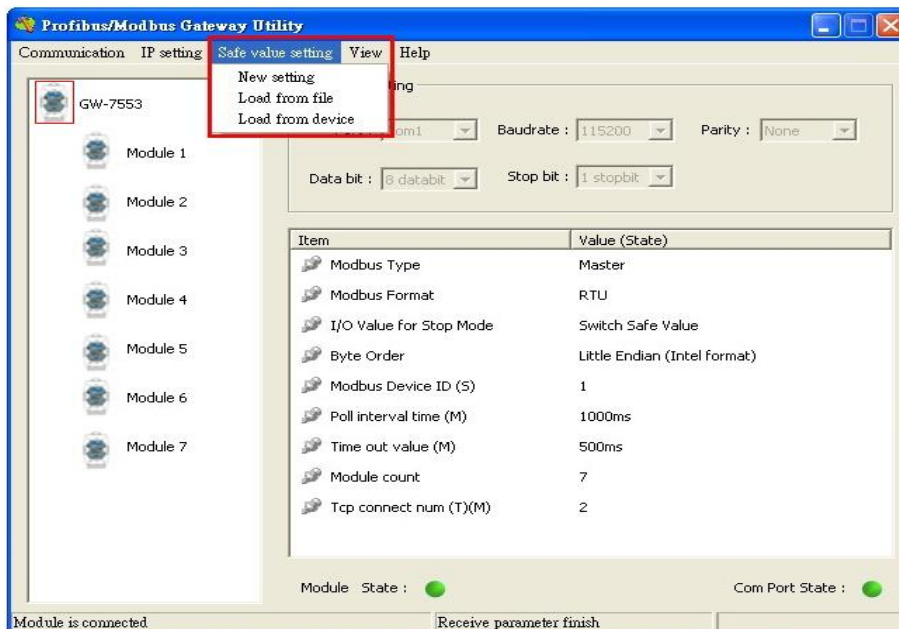 Profibus/Modbus Gateway Utility
Communication IP setting Safe value setting View Help
New setting
Load from file
Load from device
ing
GW-7553
Module 1
Module 2
Module 3
Module 4
Module 5
Module 6
Module 7
Baudrate : 115200 Parity : None
Data bit : 8 databit Stop bit : 1 stopbit
Item Value (State)
Modbus Type Master
Modbus Format RTU
I/O Value for Stop Mode Switch Safe Value
Byte Order Little Endian (Intel format)
Modbus Device ID (S) 1
Poll interval time (M) 1000ms
Time out value (M) 500ms
Module count 7
Tcp connect num (T)(M) 2
Module State : Com Port State :
Module is connected Receive parameter finish